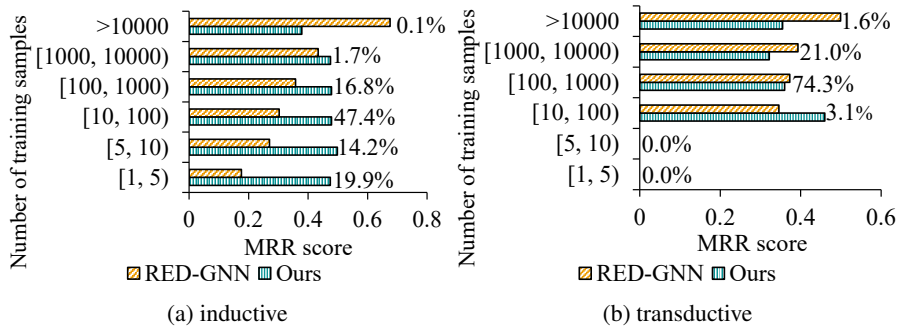 Number of training samples
>10000
0.1%
[1000, 10000)
1.7%
[100, 1000)
16.8%
[10, 100)
47.4%
[5, 10)
14.2%
[1, 5)
19.9%
0 0.2 0.4 0.6 0.8
MRR score
RED-GNN Ours
(a) inductive
Number of training samples
>10000
1.6%
[1000, 10000)
21.0%
[100, 1000)
74.3%
[10, 100)
3.1%
[5, 10)
0.0%
[1, 5)
0.0%
0 0.2 0.4 0.6
MRR score
RED-GNN Ours
(b) transductive